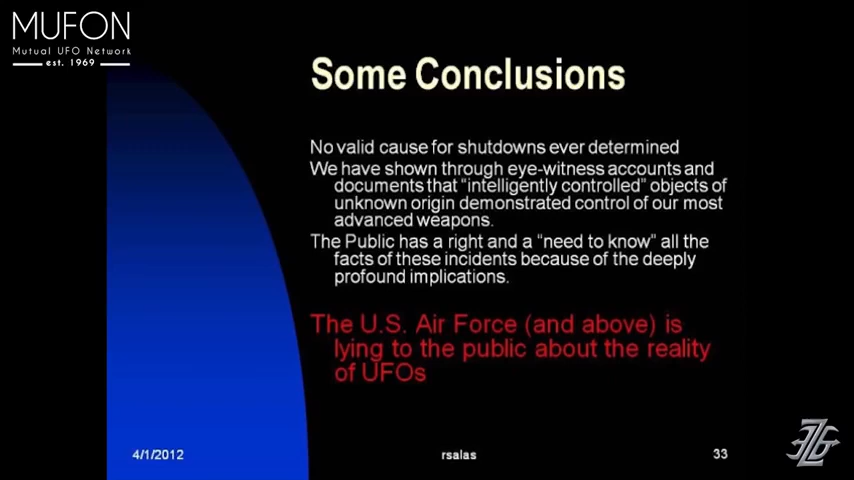 MUFON
Mutual UFO Network
est. 1969
Some Conclusions
No valid cause for shutdowns ever determined
We have shown through eye-witness accounts and
documents that "intelligently controlled" objects of
unknown origin demonstrated control of our most
advanced weapons.
The Public has a right and a "need to know" all the
facts of these incidents because of the deeply
profound implications.
The U.S. Air Force (and above) is
lying to the public about the reality
of UFOs
4/1/2012
rsalas
33